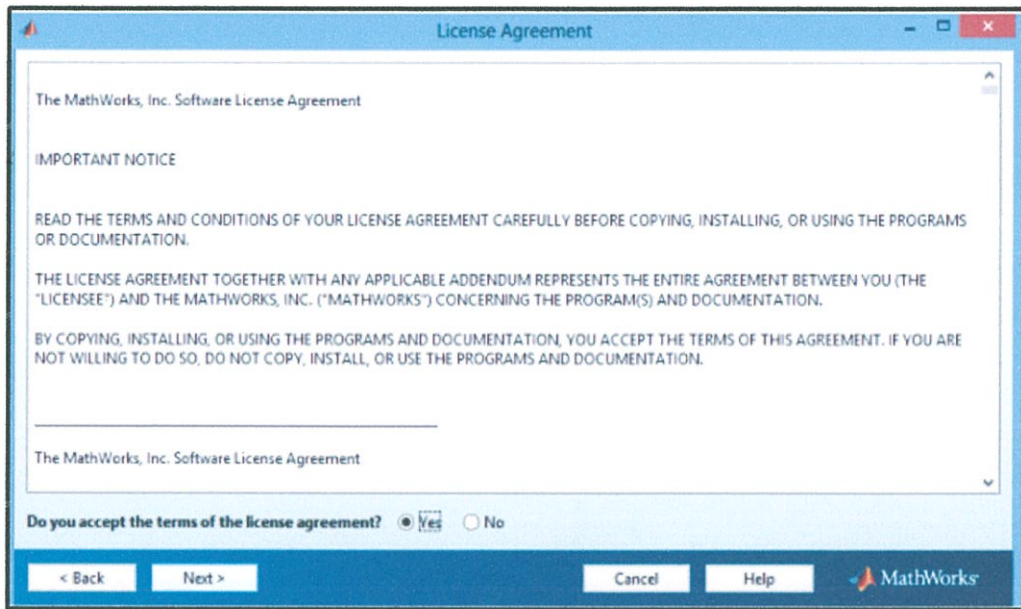 License Agreement
The MathWorks, Inc. Software License Agreement
IMPORTANT NOTICE
READ THE TERMS AND CONDITIONS OF YOUR LICENSE AGREEMENT CAREFULLY BEFORE COPYING, INSTALLING, OR USING THE PROGRAMS
OR DOCUMENTATION.
THE LICENSE AGREEMENT TOGETHER WITH ANY APPLICABLE ADDENDUM REPRESENTS THE ENTIRE AGREEMENT BETWEEN YOU (THE
"LICENSEE") AND THE MATHWORKS, INC. ("MATHWORKS") CONCERNING THE PROGRAM(S) AND DOCUMENTATION.
BY COPYING, INSTALLING, OR USING THE PROGRAMS AND DOCUMENTATION, YOU ACCEPT THE TERMS OF THIS AGREEMENT. IF YOU ARE
NOT WILLING TO DO SO, DO NOT COPY, INSTALL, OR USE THE PROGRAMS AND DOCUMENTATION.
The MathWorks, Inc. Software License Agreement
Do you accept the terms of the license agreement? Yes No
< Back Next > Cancel Help MathWorks